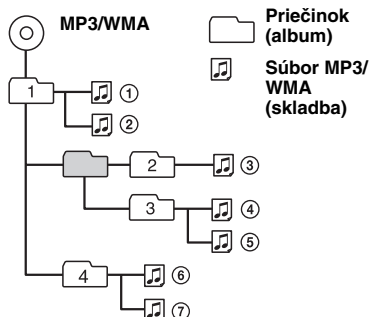 MP3/WMA
Priečinok
(album)
Súbor MP3/
WMA
(skladba)
1
①
②
2
③
3
④
⑤
4
⑥
⑦